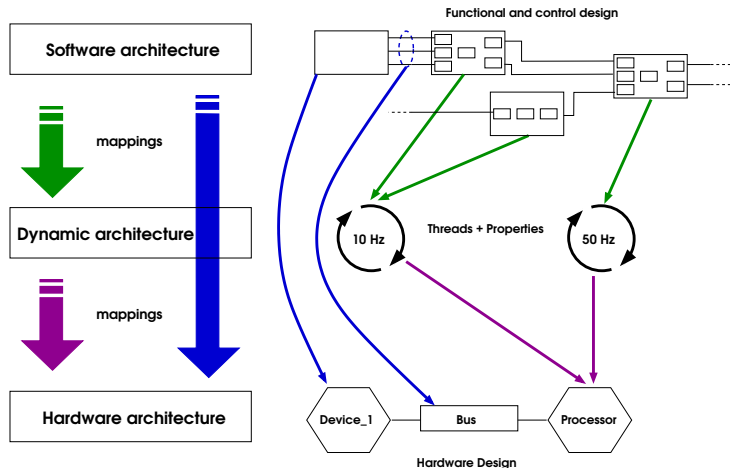 Functional and control design
Software architecture
mappings
Dynamic architecture
10 Hz
Threads + Properties
50 Hz
mappings
Hardware architecture
Device_1
Bus
Processor
Hardware Design